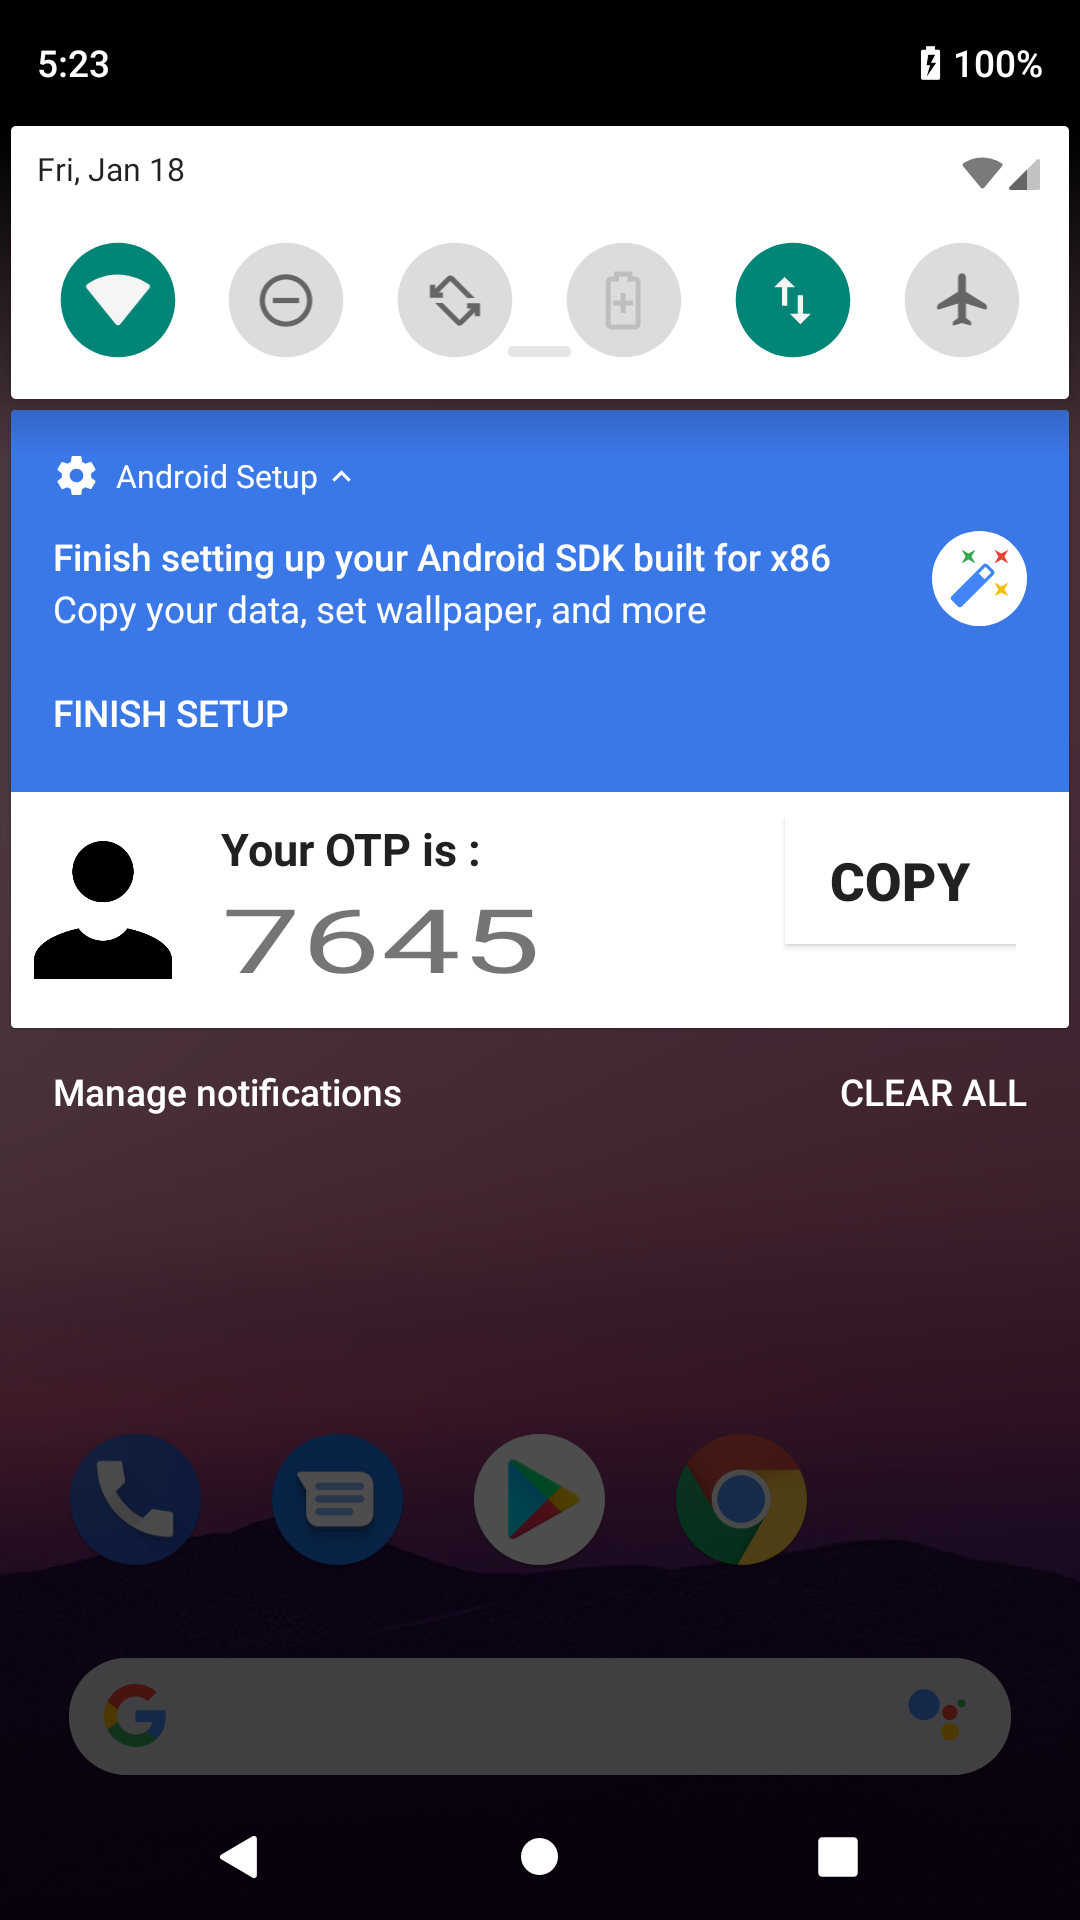 5:23 100%
Fri, Jan 18
Android Setup
Finish setting up your Android SDK built for x86
Copy your data, set wallpaper, and more
FINISH SETUP
Your OTP is :
7645
COPY
Manage notifications CLEAR ALL